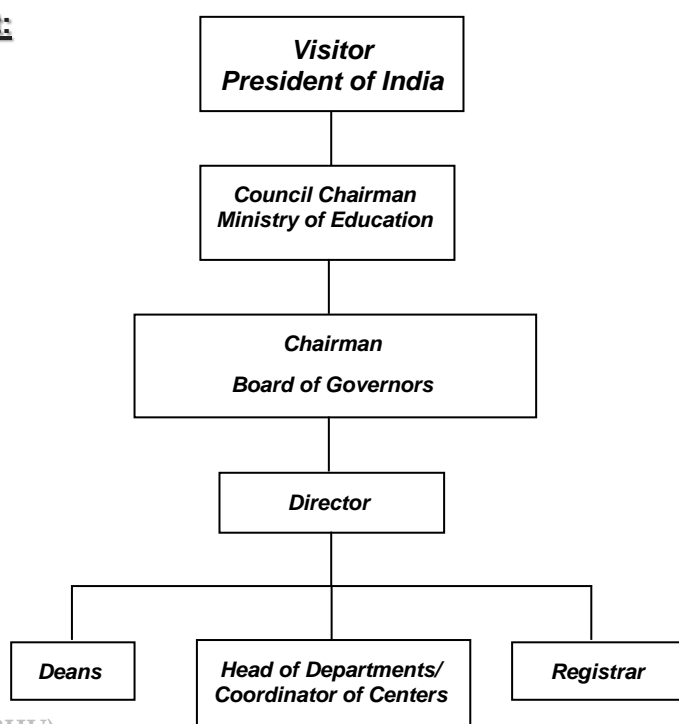 Visitor
President of India
Council Chairman
Ministry of Education
Chairman
Board of Governors
Director
Deans
Head of Departments/
Coordinator of Centers
Registrar